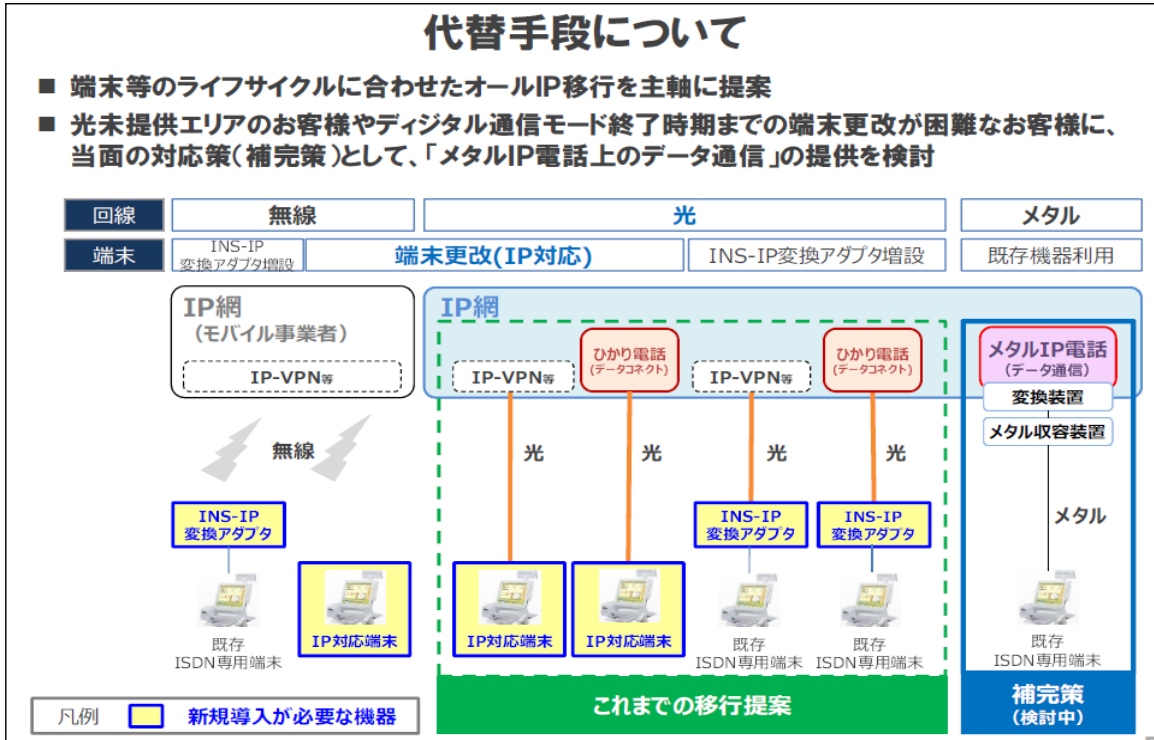 代替手段について
■ 端末等のライフサイクルに合わせたオールIP移行を主軸に提案
■ 光未提供エリアのお客様やディジタル通信モード終了時期までの端末更改が困難なお客様に、
当面の対応策(補完策)として、「メタルIP電話上のデータ通信」の提供を検討
回線 無線 光 メタル
端末 INS-IP
変換アダプタ増設 端末更改(IP対応) INS-IP変換アダプタ増設 既存機器利用
IP網
(モバイル事業者)
IP-VPN等
無線
INS-IP
変換アダプタ
既存
ISDN専用端末
IP対応端末
IP網
IP-VPN等
光
IP対応端末
ひかり電話
(データコネクト)
光
IP対応端末
IP-VPN等
光
INS-IP
変換アダプタ
既存
ISDN専用端末
ひかり電話
(データコネクト)
光
INS-IP
変換アダプタ
既存
ISDN専用端末
これまでの移行提案
メタルIP電話
(データ通信)
変換装置
メタル収容装置
メタル
既存
ISDN専用端末
補完策
(検討中)
凡例 新規導入が必要な機器